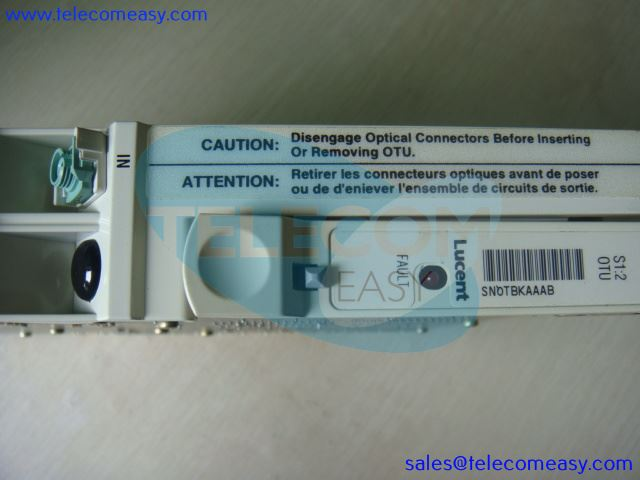 www.telecomeasy.com
CAUTION: Disengage Optical Connectors Before Inserting
Or Removing OTU.
ATTENTION: Retirer les connecteurs optiques avant de poser
ou de d'enlever l'ensemble de circuits de sortie.
IN
TELECOM
EASY
FAULT
Lucent
SNOTBKAAAB
S1:2
OTU
sales@telecomeasy.com